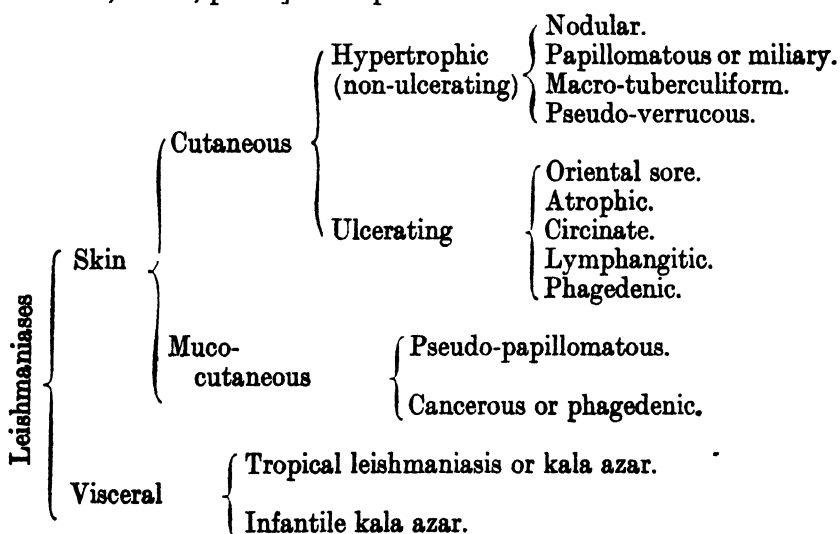 Nodular.
Hypertrophic
Papillomatous or miliary.
(non-ulcerating)
Macro-tuberculiform.
Pseudo-verrucous.
Cutaneous
Oriental sore.
Atrophic.
Ulcerating
Circinate.
Lymphangitic.
Phagedenic.
Leishmaniases
Skin
Muco-
cutaneous
Pseudo-papillomatous.
Cancerous or phagedenic.
Visceral
Tropical leishmaniasis or kala azar.
Infantile kala azar.